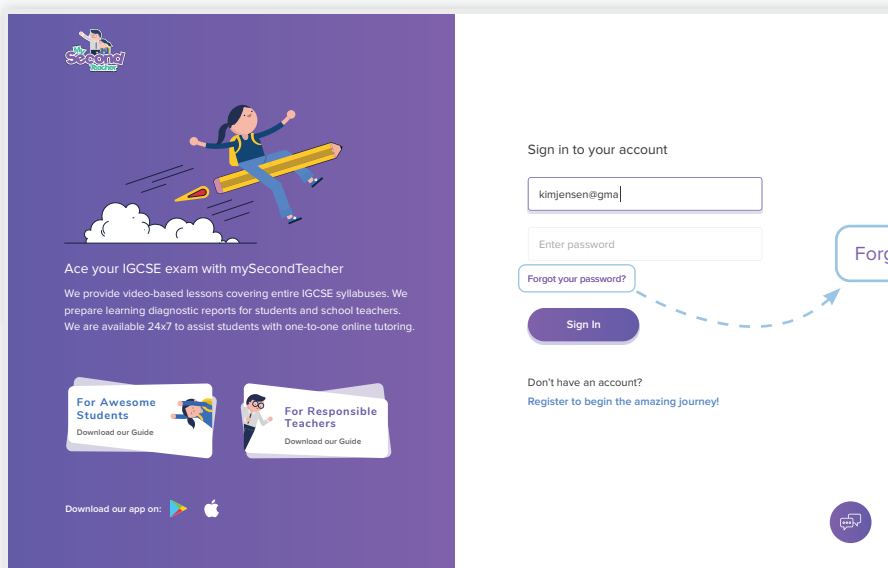 My
Second
Teacher
Ace your IGCSE exam with mySecondTeacher
We provide video-based lessons covering entire IGCSE syllabuses. We
prepare learning diagnostic reports for students and school teachers.
We are available 24x7 to assist students with one-to-one online tutoring.
For Awesome
Students
Download our Guide
For Responsible
Teachers
Download our Guide
Download our app on:
Sign in to your account
kimjensen@gma
Enter password
Forgot your password?
Sign In
Don't have an account?
Register to begin the amazing journey!